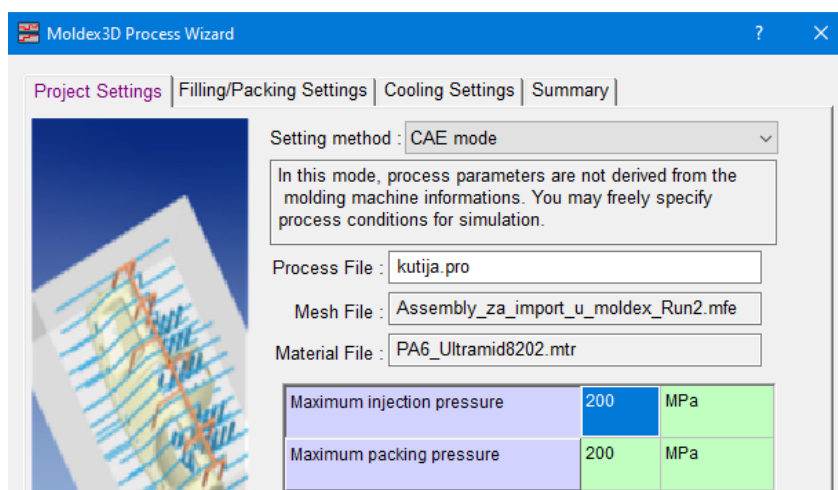 Moldex3D Process Wizard ?
Project Settings Filling/Packing Settings Cooling Settings Summary
Setting method : CAE mode
In this mode, process parameters are not derived from the
molding machine informations. You may freely specify
process conditions for simulation.
Process File : kutija.pro
Mesh File : Assembly_za_import_u_moldex_Run2.mfe
Material File : PA6_Ultramid8202.mtr
Maximum injection pressure 200 MPa
Maximum packing pressure 200 MPa